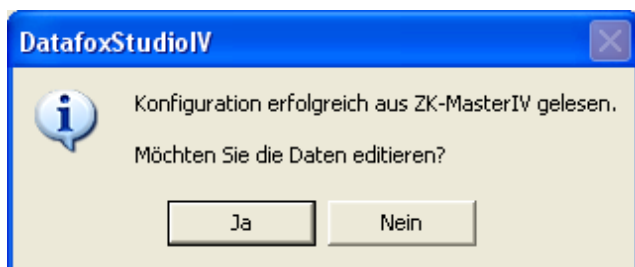 DatafoxStudioIV
Konfiguration erfolgreich aus ZK-MasterIV gelesen.
Möchten Sie die Daten editieren?
Ja
Nein